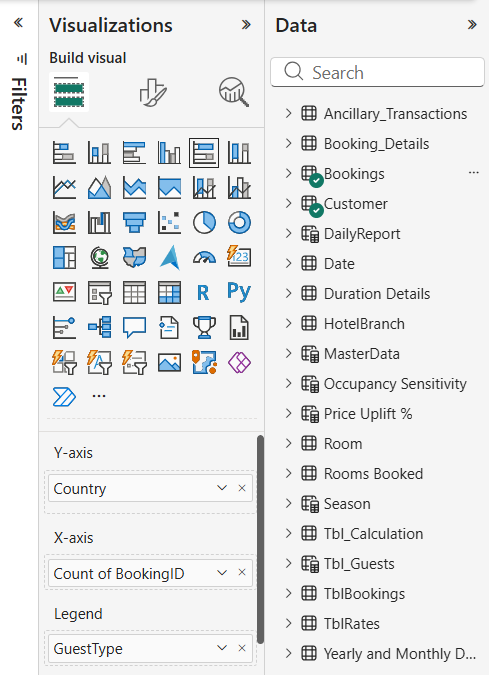 Filters
Visualizations
Build visual
123
R
Py
Y-axis
Country
X-axis
Count of BookingID
Legend
GuestType
Data
Search
Ancillary_Transactions
Booking_Details
Bookings
Customer
DailyReport
Date
Duration Details
HotelBranch
MasterData
Occupancy Sensitivity
Price Uplift %
Room
Rooms Booked
Season
Tbl_Calculation
Tbl_Guests
TblBookings
TblRates
Yearly and Monthly D...